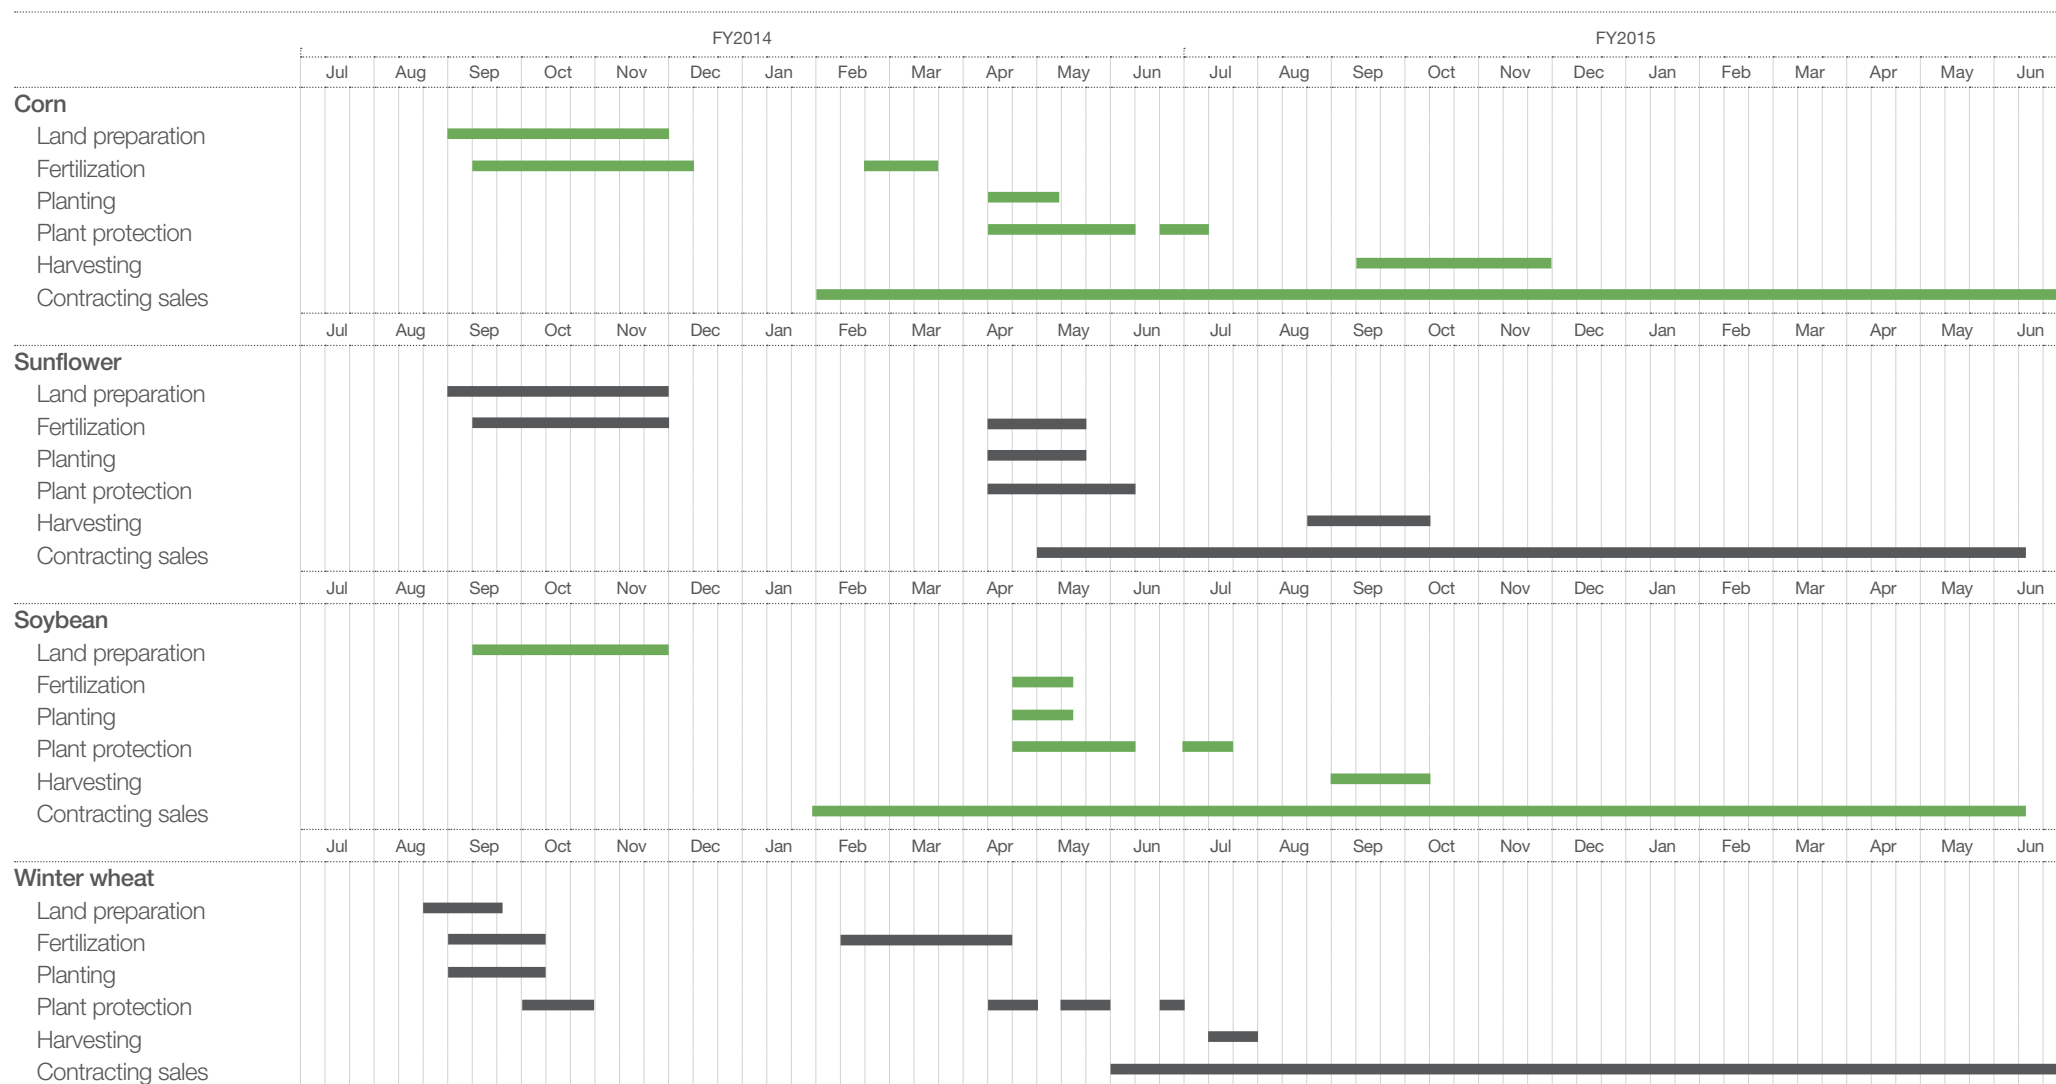 FY2014 FY2015
Jul Aug Sep Oct Nov Dec Jan Feb Mar Apr May Jun Jul Aug Sep Oct Nov Dec Jan Feb Mar Apr May Jun
Corn
Land preparation
Fertilization
Planting
Plant protection
Harvesting
Contracting sales
Jul Aug Sep Oct Nov Dec Jan Feb Mar Apr May Jun Jul Aug Sep Oct Nov Dec Jan Feb Mar Apr May Jun
Sunflower
Land preparation
Fertilization
Planting
Plant protection
Harvesting
Contracting sales
Jul Aug Sep Oct Nov Dec Jan Feb Mar Apr May Jun Jul Aug Sep Oct Nov Dec Jan Feb Mar Apr May Jun
Soybean
Land preparation
Fertilization
Planting
Plant protection
Harvesting
Contracting sales
Jul Aug Sep Oct Nov Dec Jan Feb Mar Apr May Jun Jul Aug Sep Oct Nov Dec Jan Feb Mar Apr May Jun
Winter wheat
Land preparation
Fertilization
Planting
Plant protection
Harvesting
Contracting sales